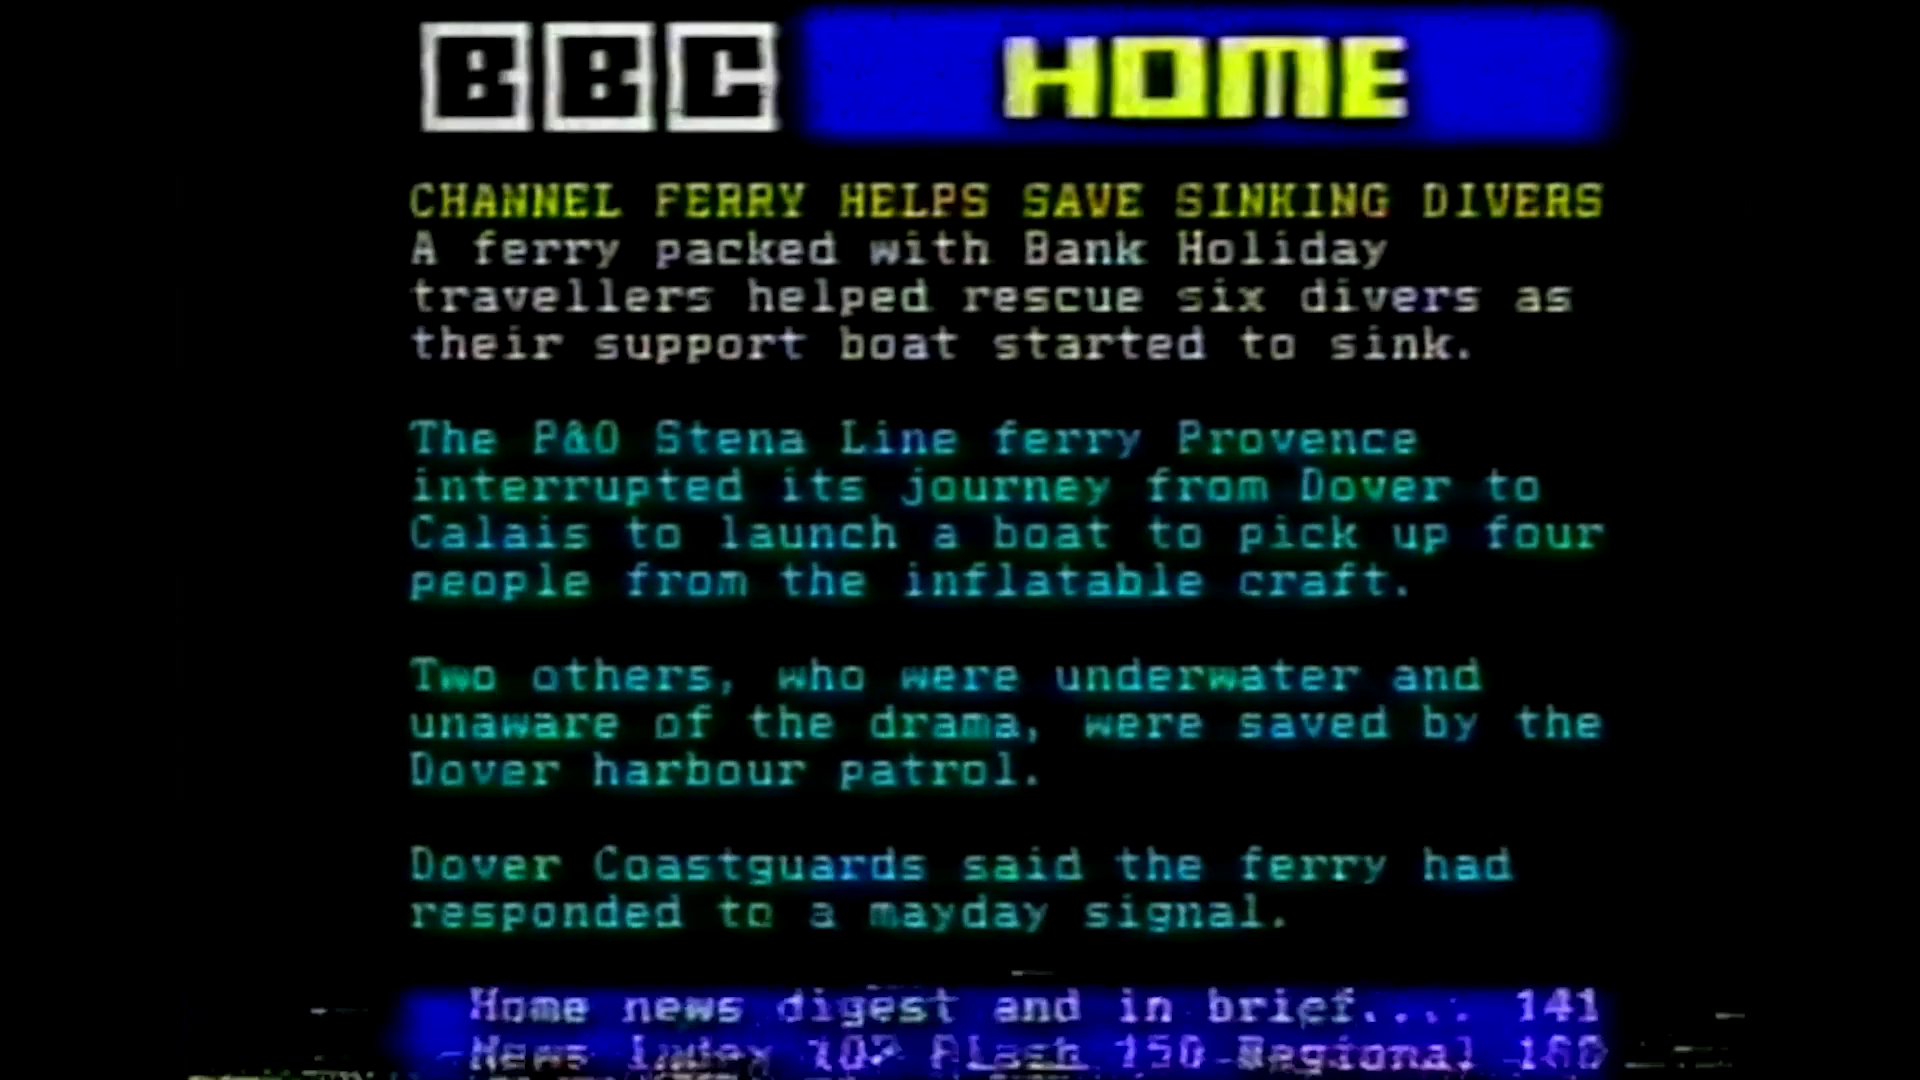 BBC HOME
CHANNEL FERRY HELPS SAVE SINKING DIVERS
A ferry packed with Bank Holiday
travellers helped rescue six divers as
their support boat started to sink.
The P&O Stena Line ferry Provence
interrupted its journey from Dover to
Calais to launch a boat to pick up four
people from the inflatable craft.
Two others, who were underwater and
unaware of the drama, were saved by the
Dover harbour patrol.
Dover Coastguards said the ferry had
responded to a mayday signal.
Home news digest and in brief.... 141
News Index 102 Flash 150 Regional 160